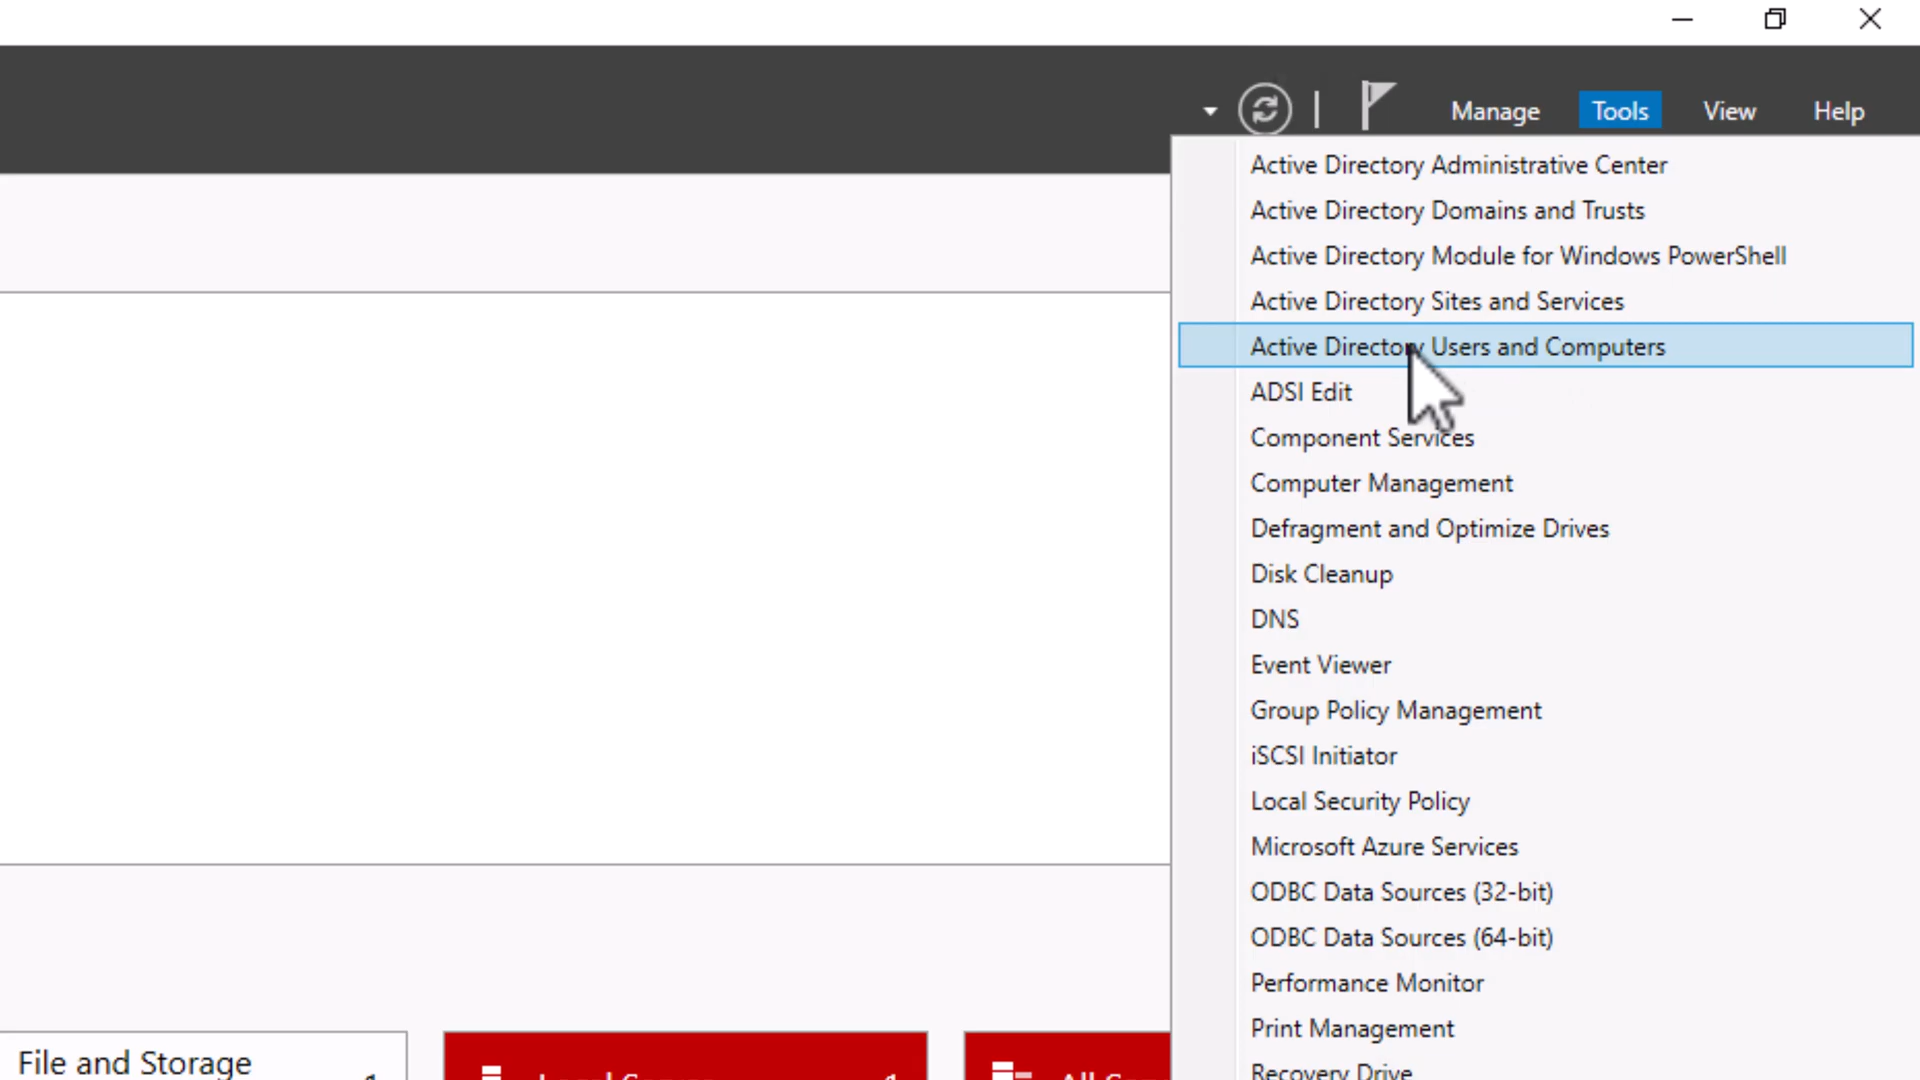 Manage Tools View Help
Active Directory Administrative Center
Active Directory Domains and Trusts
Active Directory Module for Windows PowerShell
Active Directory Sites and Services
Active Directory Users and Computers
ADSI Edit
Component Services
Computer Management
Defragment and Optimize Drives
Disk Cleanup
DNS
Event Viewer
Group Policy Management
iSCSI Initiator
Local Security Policy
Microsoft Azure Services
ODBC Data Sources (32-bit)
ODBC Data Sources (64-bit)
Performance Monitor
Print Management
Recovery Drive
File and Storage